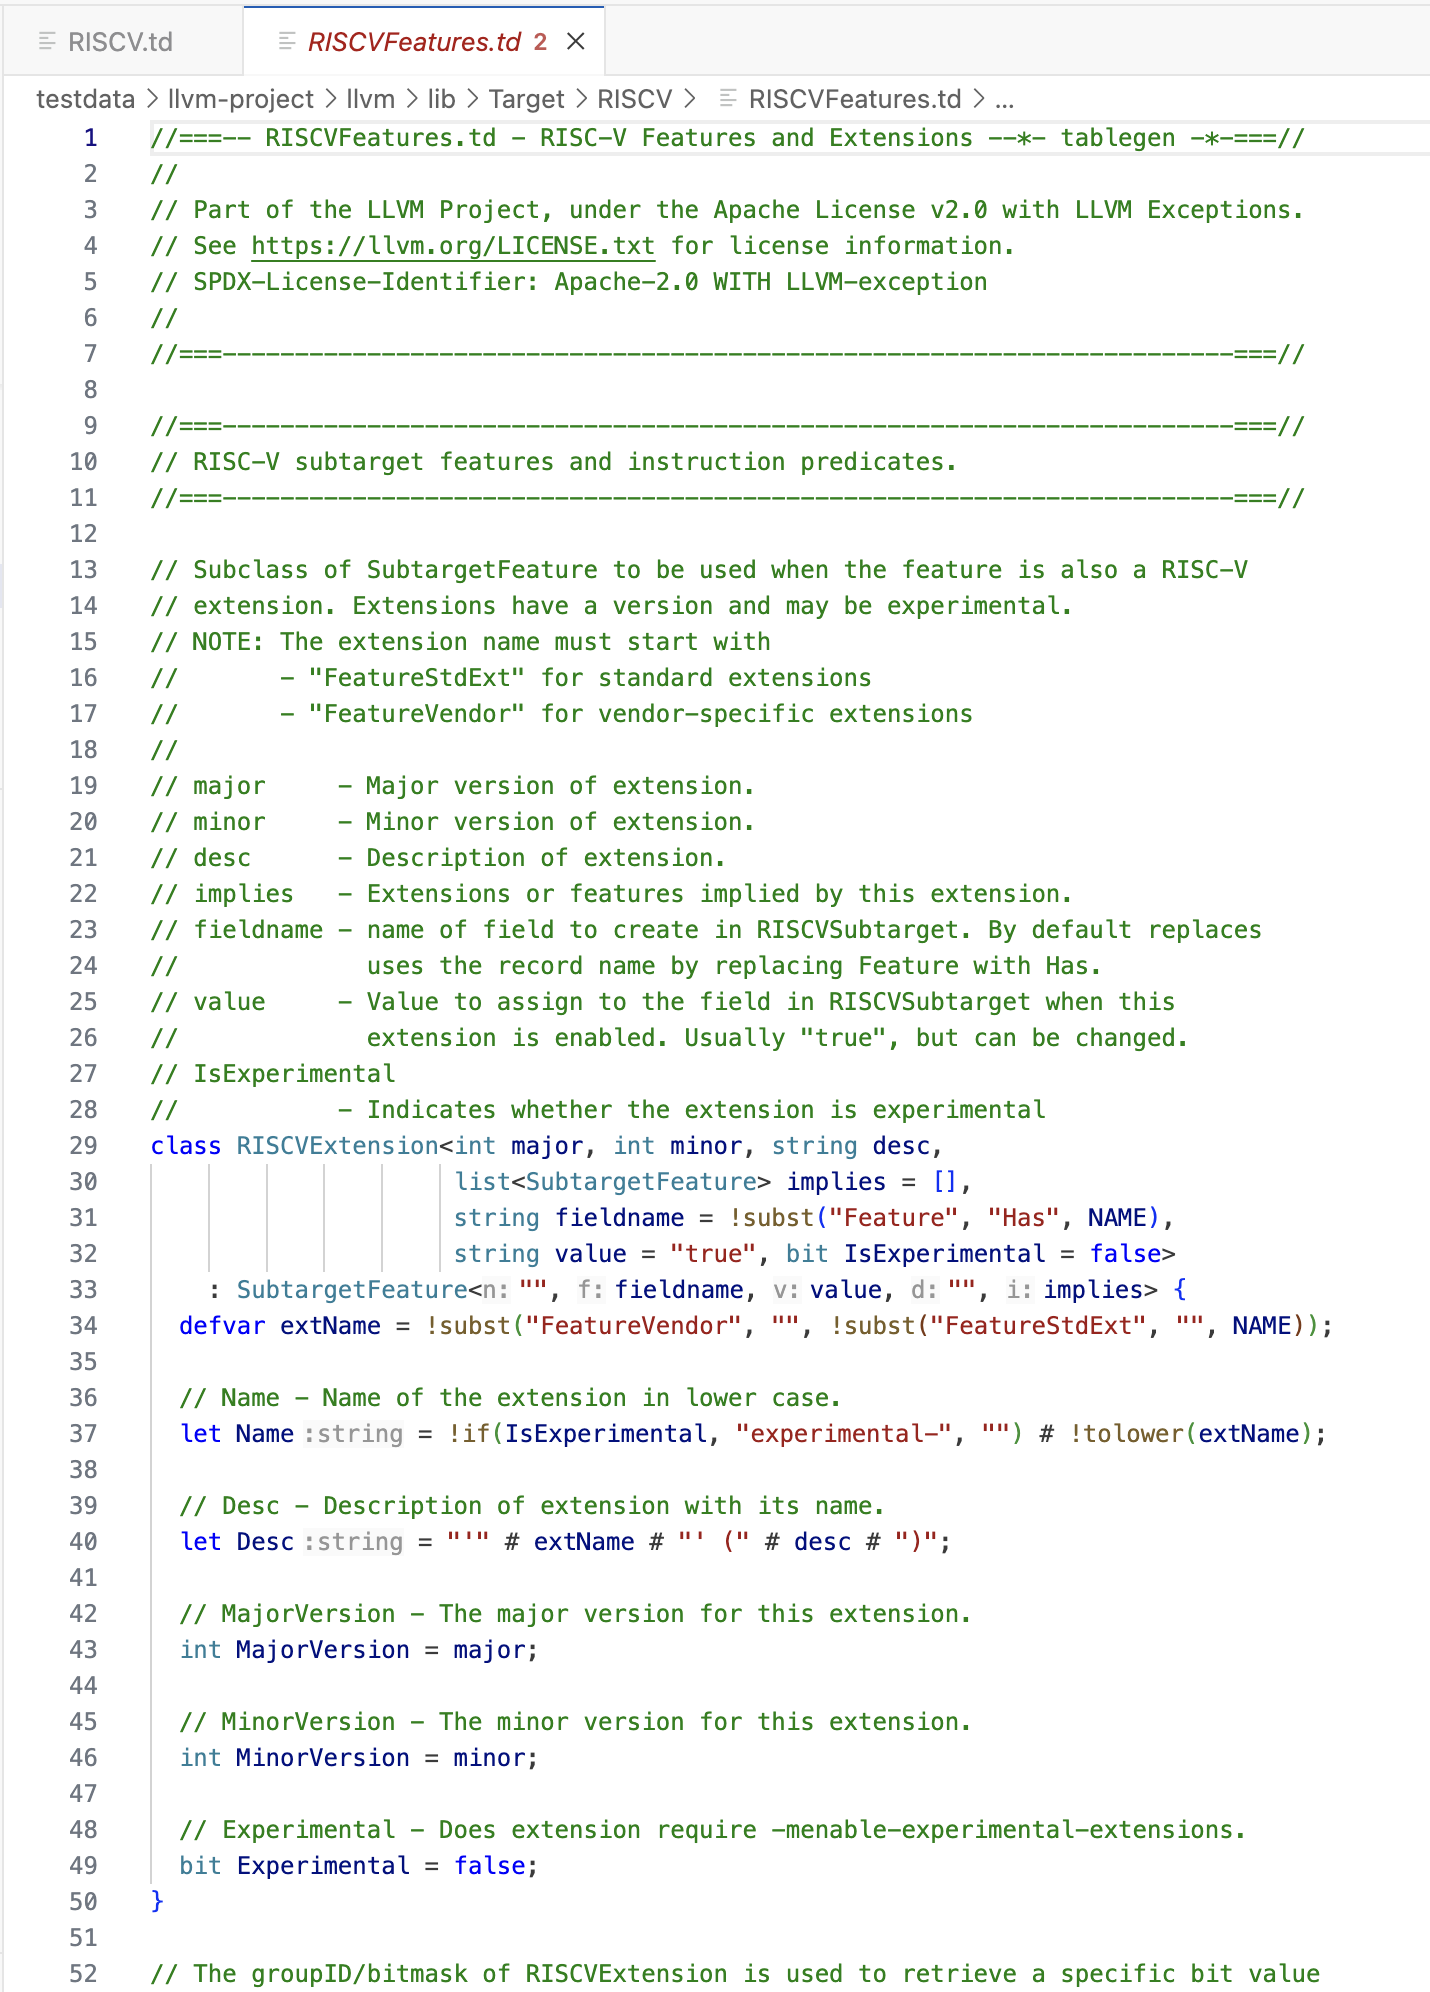 RISCV.td RISCVFeatures.td 2
testdata > llvm-project > llvm > lib > Target > RISCV > RISCVFeatures.td > ...
1 //===-- RISCVFeatures.td - RISC-V Features and Extensions --*- tablegen -*-===//
2 //
3 // Part of the LLVM Project, under the Apache License v2.0 with LLVM Exceptions.
4 // See https://llvm.org/LICENSE.txt for license information.
5 // SPDX-License-Identifier: Apache-2.0 WITH LLVM-exception
6 //
7 //===----------------------------------------------------------------------===//
8
9 //===----------------------------------------------------------------------===//
10 // RISC-V subtarget features and instruction predicates.
11 //===----------------------------------------------------------------------===//
12
13 // Subclass of SubtargetFeature to be used when the feature is also a RISC-V
14 // extension. Extensions have a version and may be experimental.
15 // NOTE: The extension name must start with
16 //       - "FeatureStdExt" for standard extensions
17 //       - "FeatureVendor" for vendor-specific extensions
18 //
19 // major     - Major version of extension.
20 // minor     - Minor version of extension.
21 // desc      - Description of extension.
22 // implies   - Extensions or features implied by this extension.
23 // fieldname - name of field to create in RISCVSubtarget. By default replaces
24 //             uses the record name by replacing Feature with Has.
25 // value     - Value to assign to the field in RISCVSubtarget when this
26 //             extension is enabled. Usually "true", but can be changed.
27 // IsExperimental
28 //           - Indicates whether the extension is experimental
29 class RISCVExtension<int major, int minor, string desc,
30                      list<SubtargetFeature> implies = [],
31                      string fieldname = !subst("Feature", "Has", NAME),
32                      string value = "true", bit IsExperimental = false>
33     : SubtargetFeature<n: "", f: fieldname, v: value, d: "", i: implies> {
34   defvar extName = !subst("FeatureVendor", "", !subst("FeatureStdExt", "", NAME));
35
36   // Name - Name of the extension in lower case.
37   let Name :string = !if(IsExperimental, "experimental-", "") # !tolower(extName);
38
39   // Desc - Description of extension with its name.
40   let Desc :string = "'" # extName # "' (" # desc # ")";
41
42   // MajorVersion - The major version for this extension.
43   int MajorVersion = major;
44
45   // MinorVersion - The minor version for this extension.
46   int MinorVersion = minor;
47
48   // Experimental - Does extension require -menable-experimental-extensions.
49   bit Experimental = false;
50 }
51
52 // The groupID/bitmask of RISCVExtension is used to retrieve a specific bit value